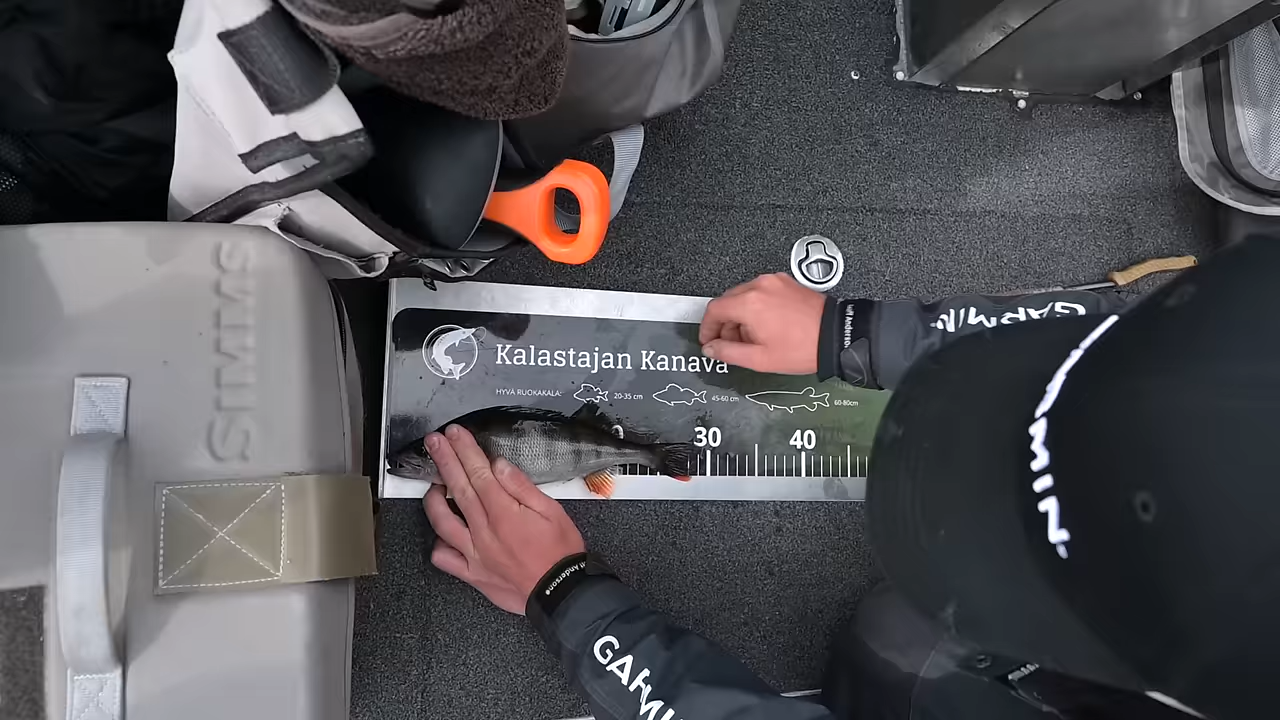 SIMMS
Kalastajan Kanava
HYVÄ RUOKAKALA: 20-35 cm 45-60 cm 60-80cm
30 40
GARMIN
GARMIN
GARMIN